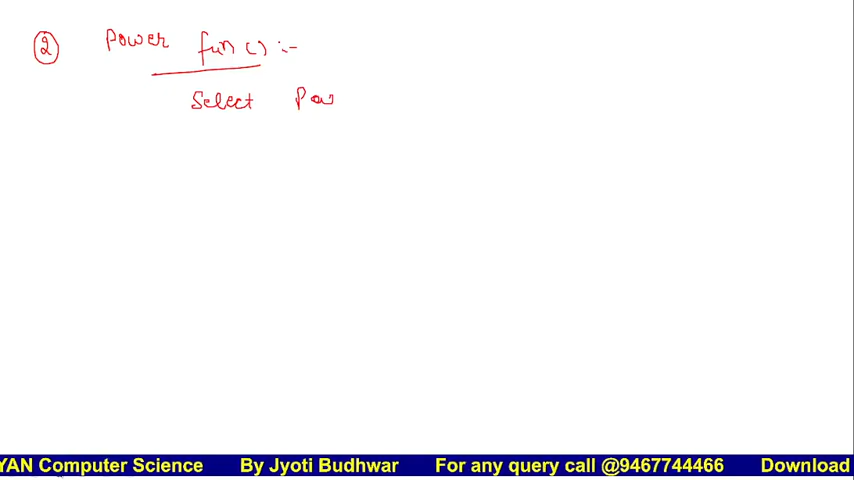 ② Power fun() :-
Select Pow
YAN Computer Science By Jyoti Budhwar For any query call @9467744466 Download